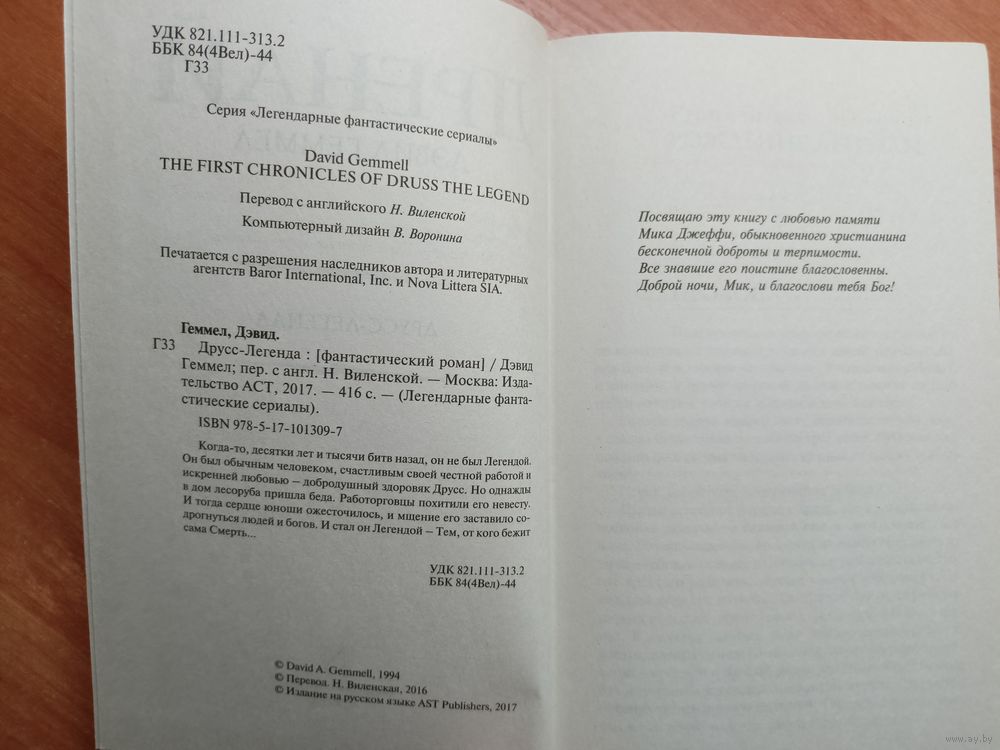 УДК 821.111-313.2
ББК 84(4Вел)-44
Г33
Серия «Легендарные фантастические сериалы»
David Gemmell
THE FIRST CHRONICLES OF DRUSS THE LEGEND
Перевод с английского Н. Виленской
Компьютерный дизайн В. Воронина
Печатается с разрешения наследников автора и литературных
агентств Baror International, Inc. и Nova Littera SIA.
Геммел, Дэвид.
Г33 Друсс-Легенда : [фантастический роман] / Дэвид
Геммел; пер. с англ. Н. Виленской. — Москва: Изда-
тельство АСТ, 2017. — 416 с. — (Легендарные фанта-
стические сериалы).
ISBN 978-5-17-101309-7
Когда-то, десятки лет и тысячи битв назад, он не был Легендой.
Он был обычным человеком, счастливым своей честной работой и
искренней любовью – добродушный здоровяк Друсс. Но однажды
в дом лесоруба пришла беда. Работорговцы похитили его невесту.
И тогда сердце юноши ожесточилось, и мщение его заставило со-
дрогнуться людей и богов. И стал он Легендой – Тем, от кого бежит
сама Смерть...
УДК 821.111-313.2
ББК 84(4Вел)-44
© David A. Gemmell, 1994
© Перевод. Н. Виленская, 2016
© Издание на русском языке AST Publishers, 2017
Посвящаю эту книгу с любовью памяти
Мика Джеффи, обыкновенного христианина
бесконечной доброты и терпимости.
Все знавшие его поистине благословенны.
Доброй ночи, Мик, и благослови тебя Бог!
www.ay.by